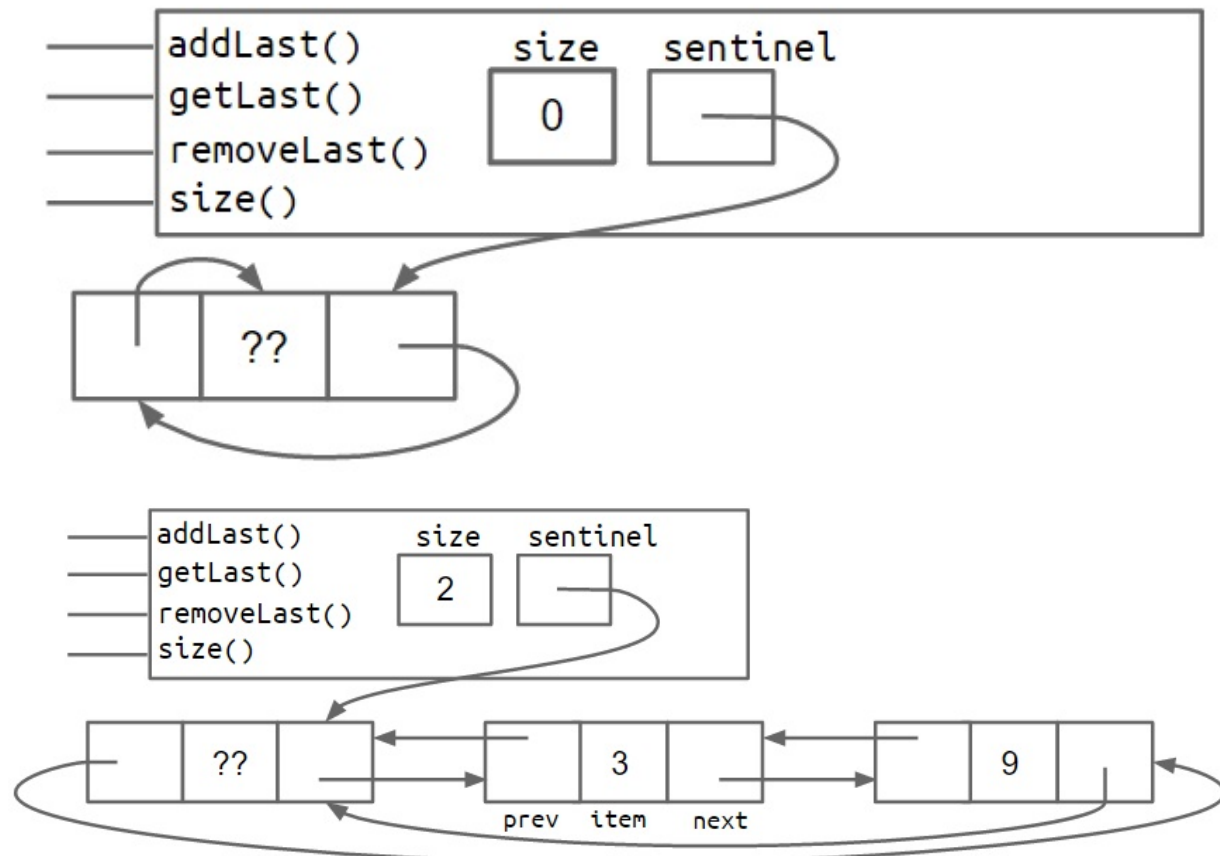 addLast()
size
sentinel
getLast()
0
removeLast()
size()
??
addLast()
size
sentinel
getLast()
2
removeLast()
size()
??
3
9
prev
item
next